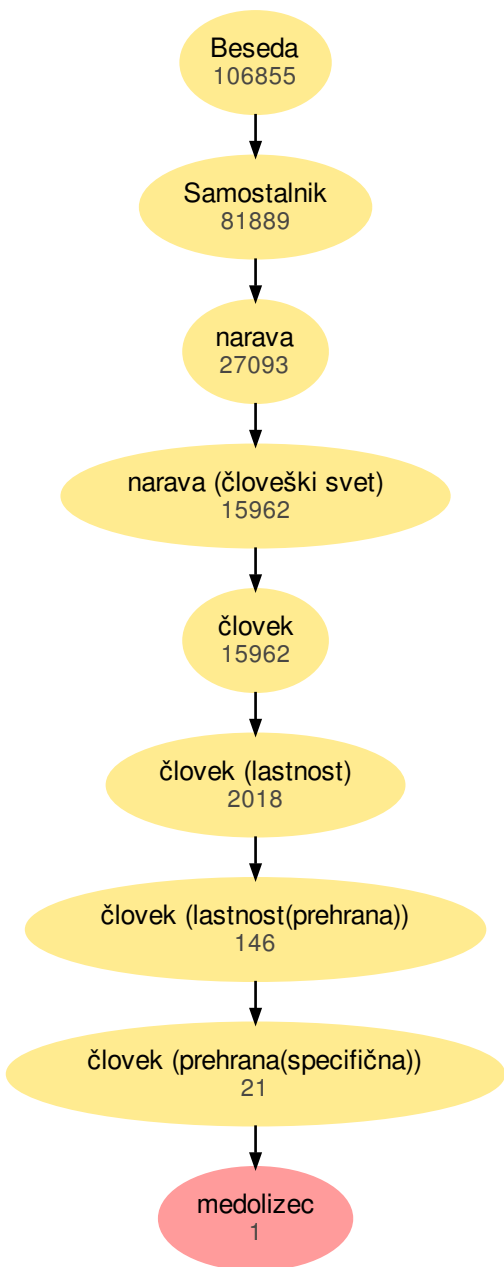 Beseda
106855
Samostalnik
81889
narava
27093
narava (človeški svet)
15962
človek
15962
človek (lastnost)
2018
človek (lastnost(prehrana))
146
človek (prehrana(specifična))
21
medolizec
1